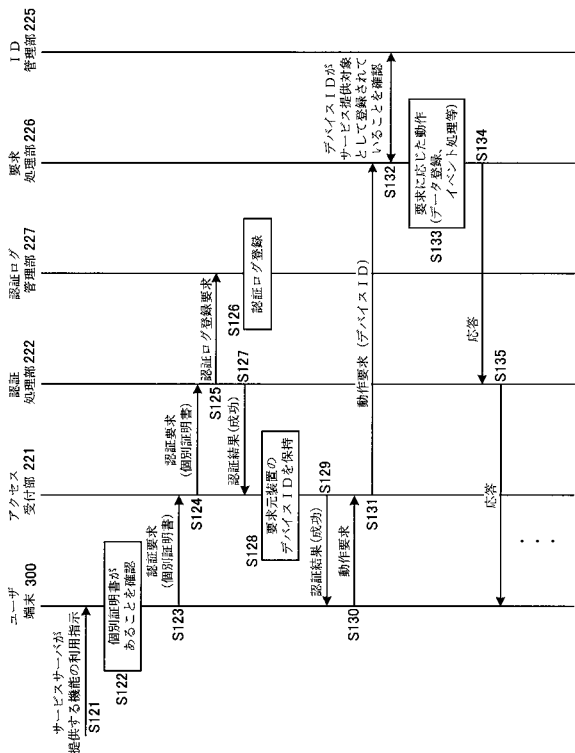 ユーザ
端末 300
アクセス
受付部 221
認証
処理部 222
認証ログ
管理部 227
要求
処理部 226
ID
管理部 225
サービスサーバが
提供する機能の利用指示
S121
S122
個別証明書が
あることを確認
S123
認証要求
(個別証明書)
S124
認証要求
(個別証明書)
S125
認証ログ登録要求
S126
認証ログ登録
S127
認証結果(成功)
S128
要求元装置の
デバイスIDを保持
S129
認証結果(成功)
S130
動作要求
S131
動作要求(デバイスID)
S132
デバイスIDが
サービス提供対象
として登録されて
いることを確認
S133
要求に応じた動作
(データ登録、
イベント処理等)
S134
応答
S135
応答
・・・